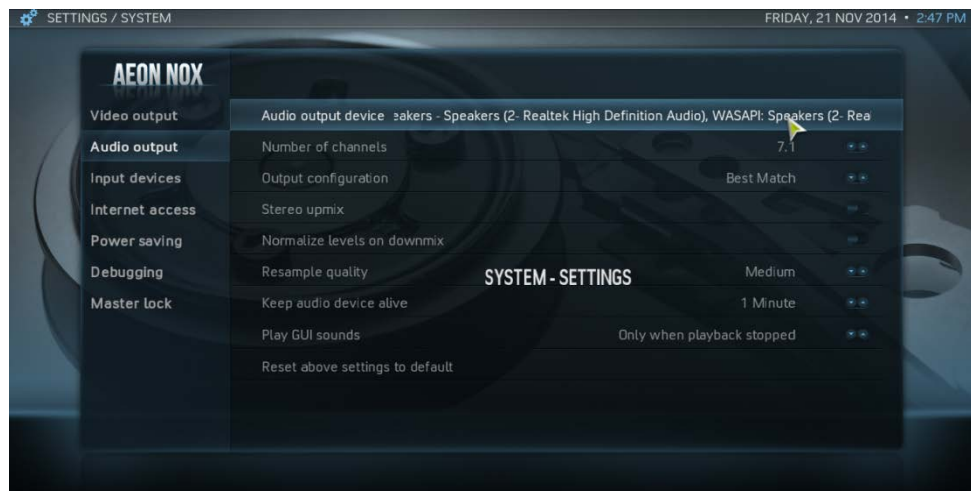 SETTINGS / SYSTEM
FRIDAY, 21 NOV 2014 • 2:47 PM
AEON NOX
Video output
Audio output
Input devices
Internet access
Power saving
Debugging
Master lock
Audio output device eakers - Speakers (2- Realtek High Definition Audio), WASAPI: Speakers (2- Rea
Number of channels 7.1
Output configuration Best Match
Stereo upmix
Normalize levels on downmix
Resample quality Medium
SYSTEM - SETTINGS
Keep audio device alive 1 Minute
Play GUI sounds Only when playback stopped
Reset above settings to default